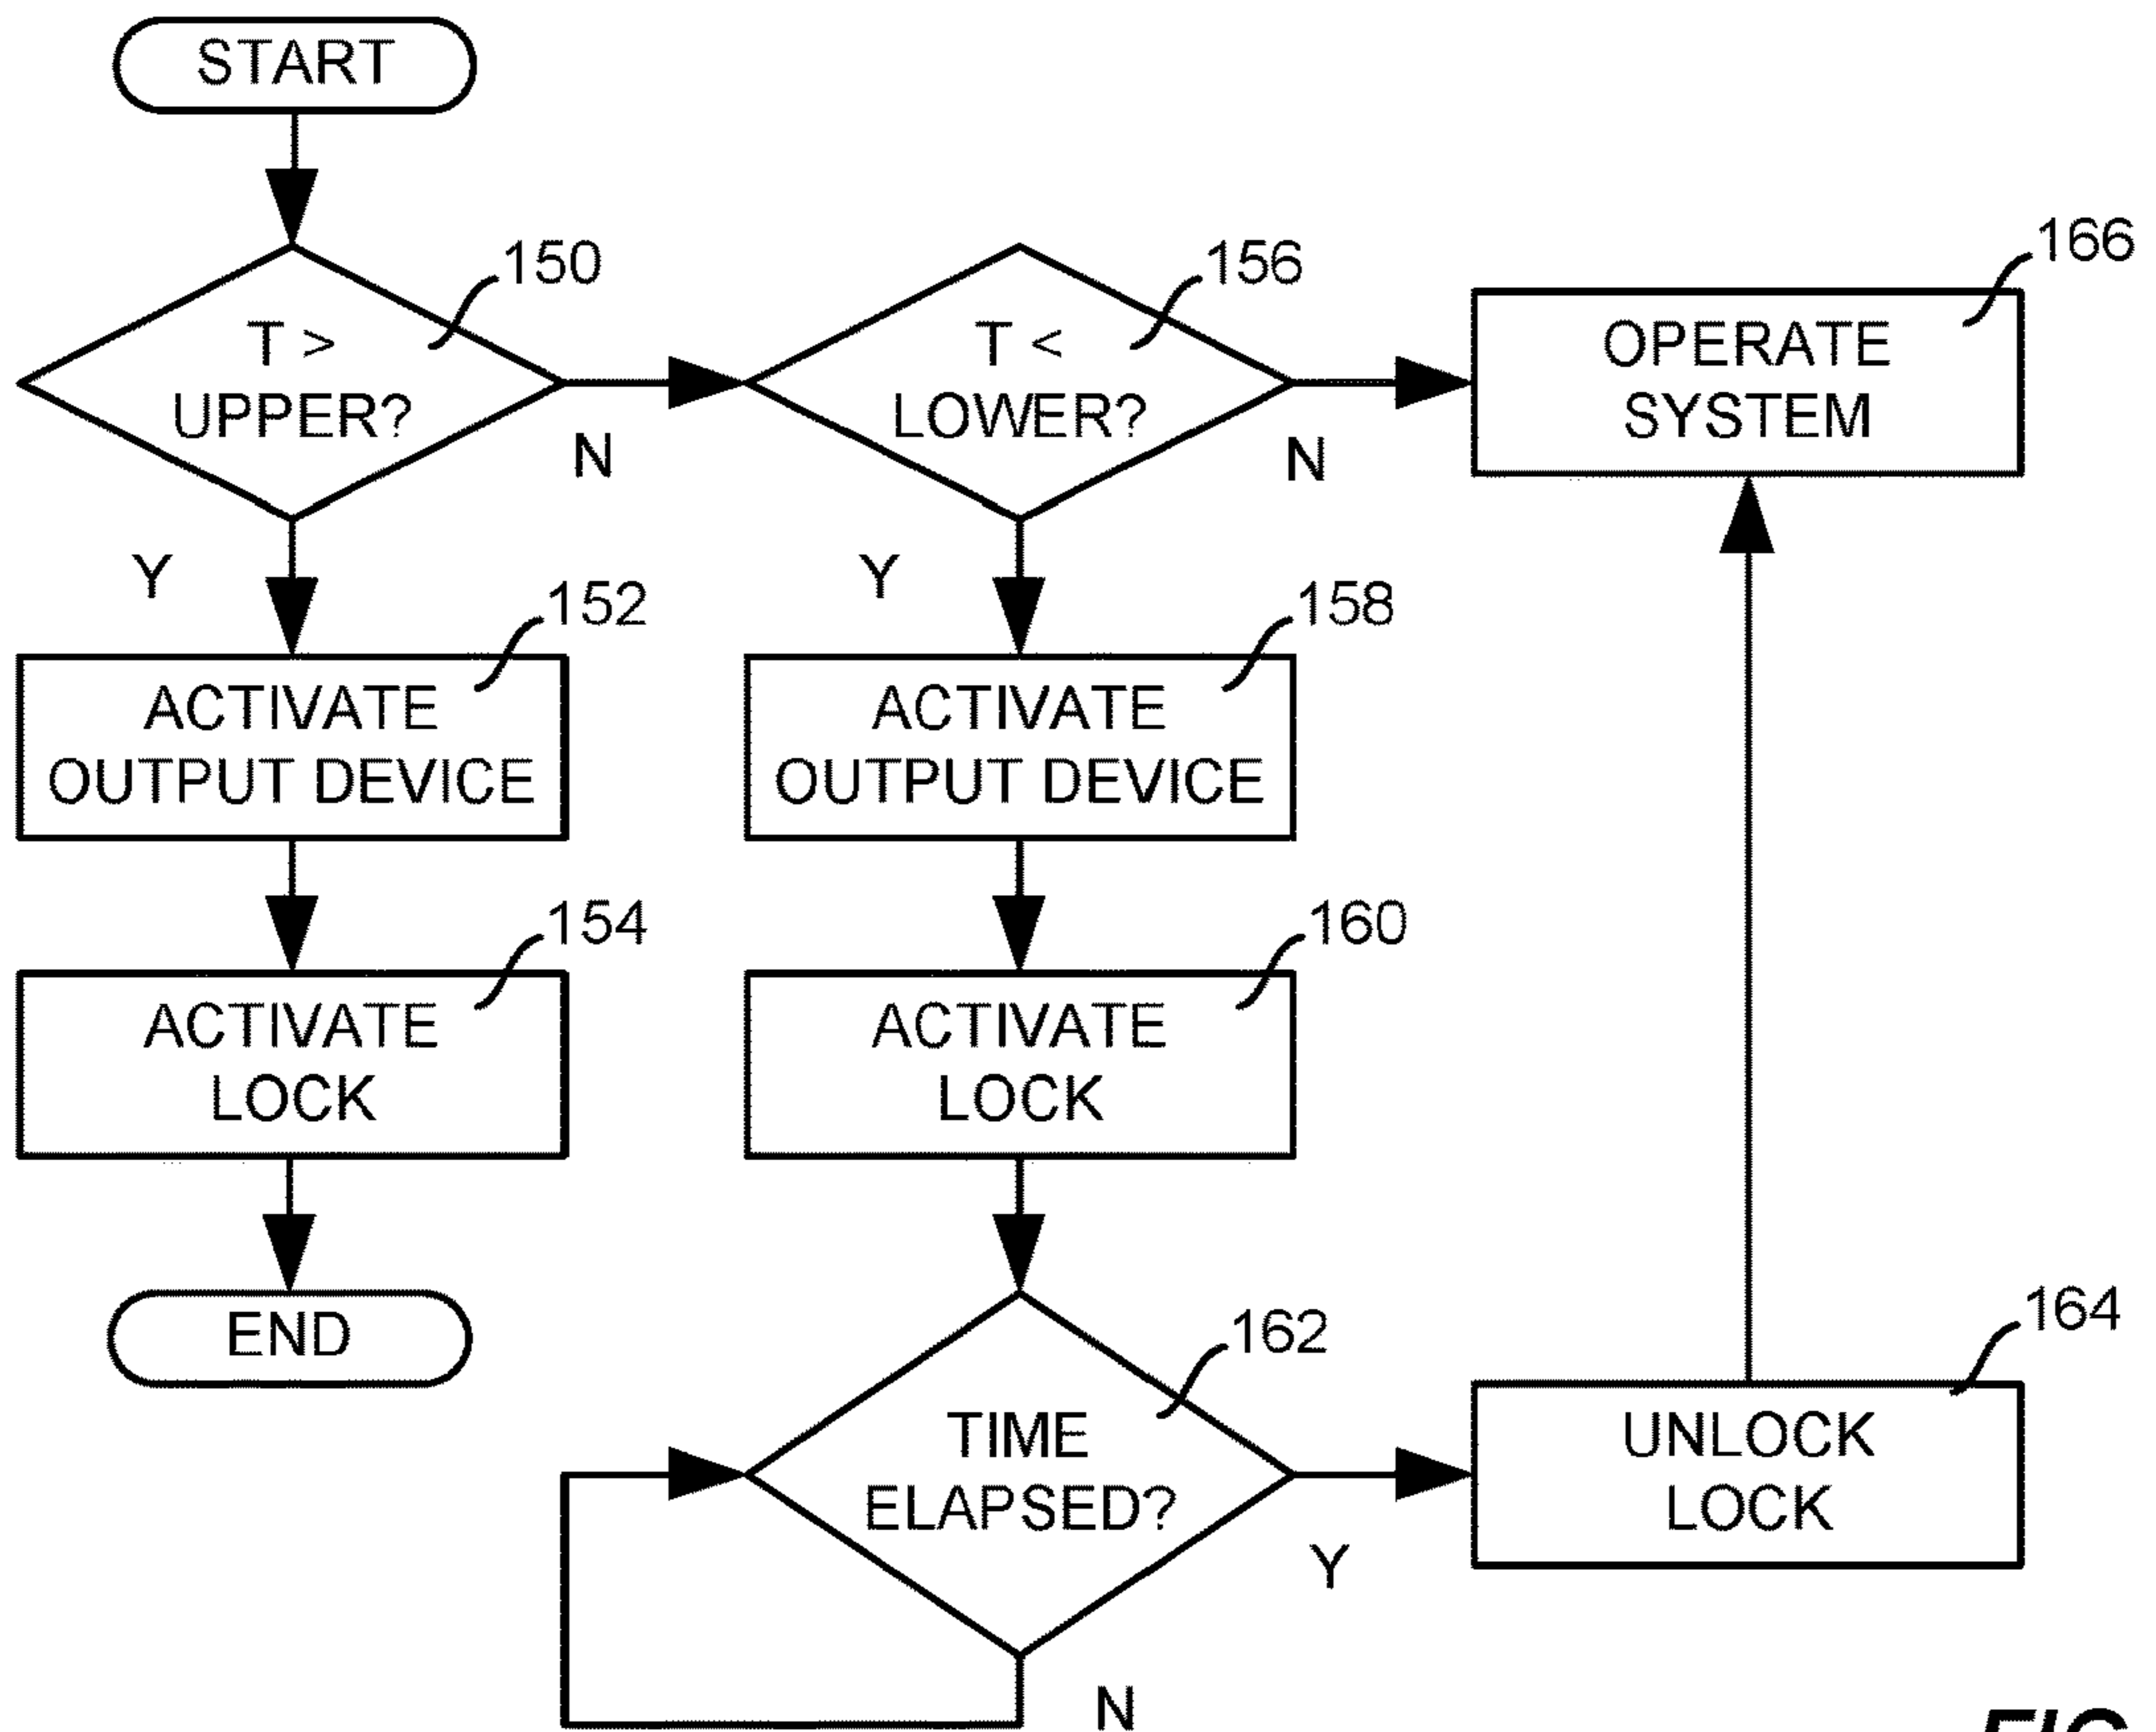 START
150
T >
UPPER?
N
Y
156
T <
LOWER?
N
Y
166
OPERATE
SYSTEM
152
ACTIVATE
OUTPUT DEVICE
158
ACTIVATE
OUTPUT DEVICE
154
ACTIVATE
LOCK
160
ACTIVATE
LOCK
END
162
TIME
ELAPSED?
Y
N
164
UNLOCK
LOCK